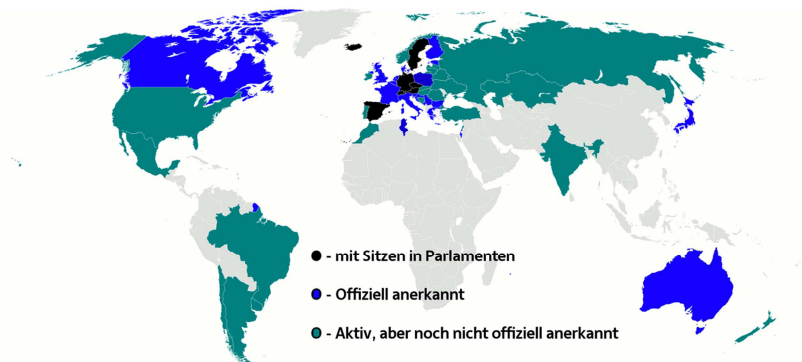 - mit Sitzen in Parlamenten
- Offiziell anerkannt
- Aktiv, aber noch nicht offiziell anerkannt